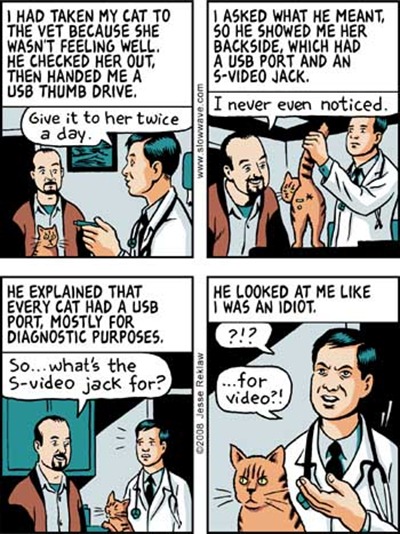 I HAD TAKEN MY CAT TO
THE VET BECAUSE SHE
WASN'T FEELING WELL.
HE CHECKED HER OUT,
THEN HANDED ME A
USB THUMB DRIVE.
Give it to her twice
a day.
www.slowwave.com
I ASKED WHAT HE MEANT,
SO HE SHOWED ME HER
BACKSIDE, WHICH HAD
A USB PORT AND AN
S-VIDEO JACK.
I never even noticed.
HE EXPLAINED THAT
EVERY CAT HAD A USB
PORT, MOSTLY FOR
DIAGNOSTIC PURPOSES.
So...what's the
S-video jack for?
©2008 Jesse Reklaw
HE LOOKED AT ME LIKE
I WAS AN IDIOT.
?!?
...for
video?!